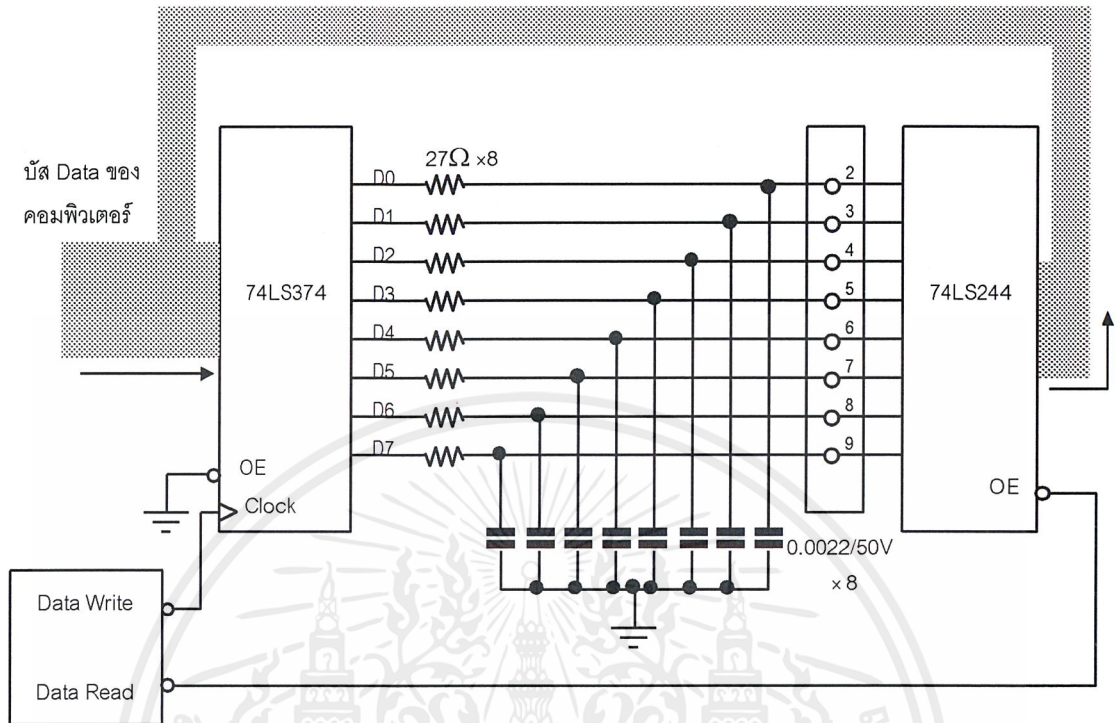 บัส Data ของ
คอมพิวเตอร์
74LS374
27Ω ×8
D0
D1
D2
D3
D4
D5
D6
D7
2
3
4
5
6
7
8
9
74LS244
OE
Clock
OE
0.0022/50V
×8
Data Write
Data Read